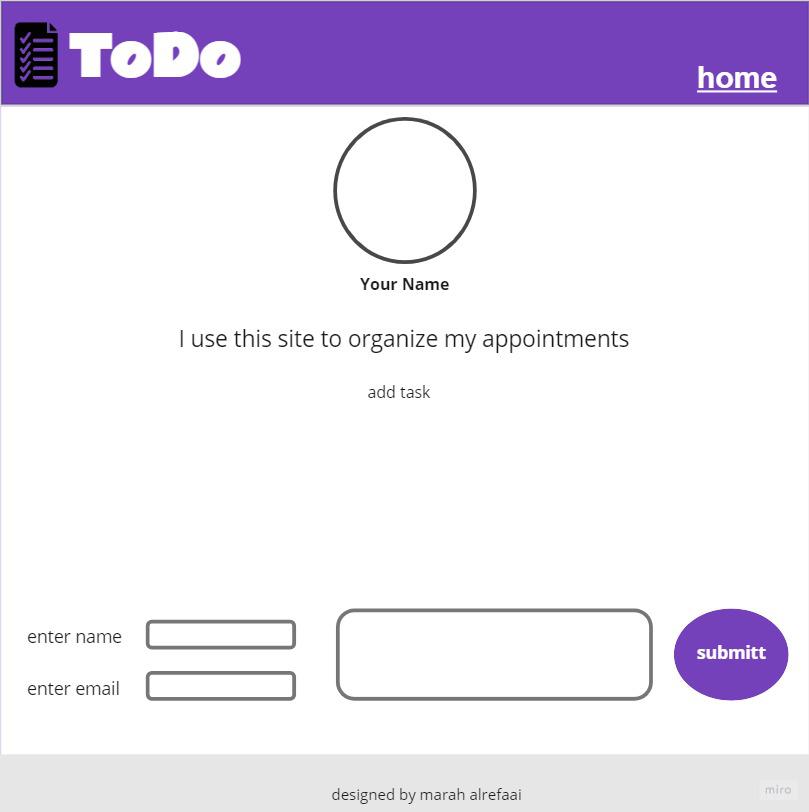 ToDo
home
Your Name
I use this site to organize my appointments
add task
enter name
enter email
submitt
designed by marah alrefaai
miro